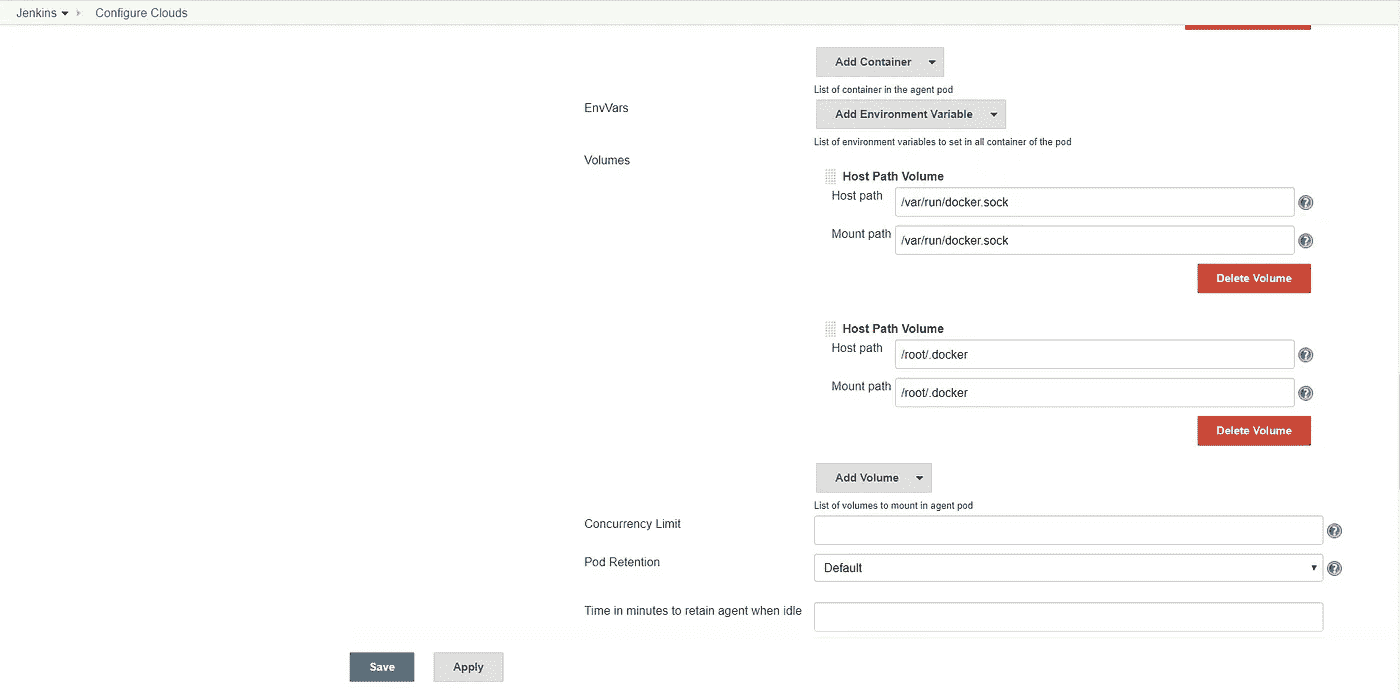 Jenkins Configure Clouds
Add Container
List of container in the agent pod
EnvVars
Add Environment Variable
List of environment variables to set in all container of the pod
Volumes
Host Path Volume
Host path /var/run/docker.sock
Mount path /var/run/docker.sock
Delete Volume
Host Path Volume
Host path /root/.docker
Mount path /root/.docker
Delete Volume
Add Volume
List of volumes to mount in agent pod
Concurrency Limit
Pod Retention Default
Time in minutes to retain agent when idle
Save Apply